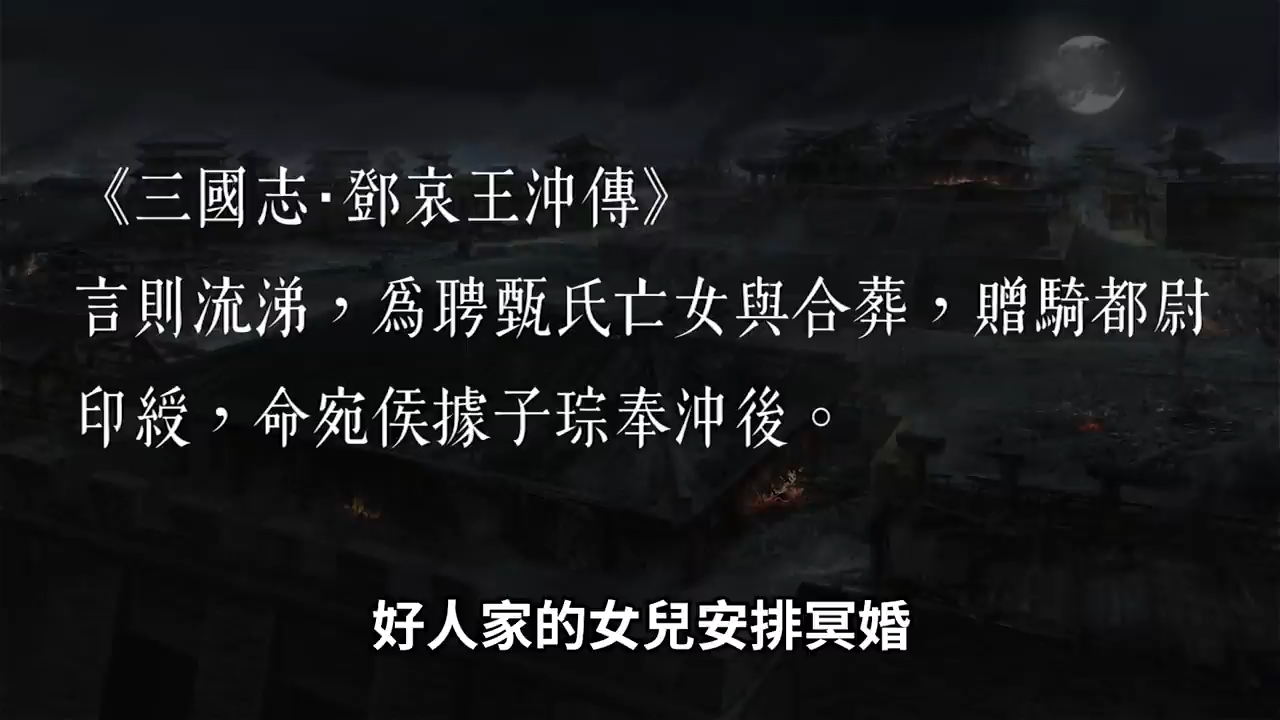 《三國志·鄧哀王沖傳》
言則流涕，爲聘甄氏亡女與合葬，贈騎都尉
印綬，命宛侯據子琮奉沖後。
好人家的女兒安排冥婚